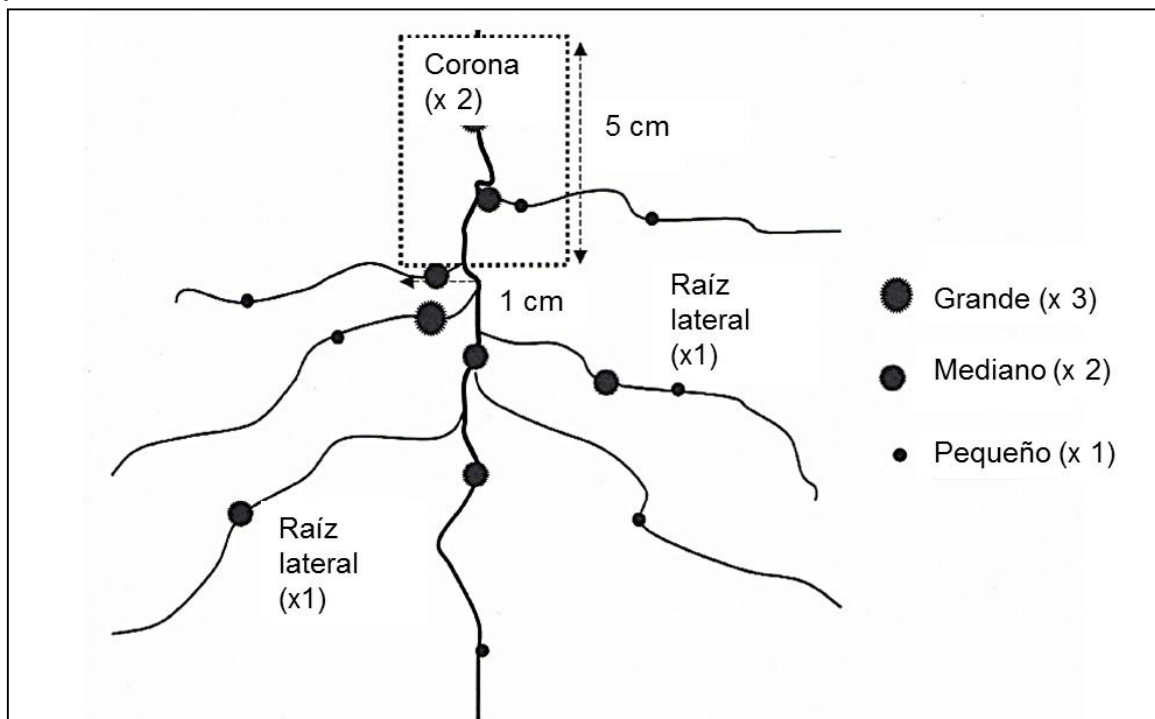 Corona
(x 2)
5 cm
1 cm
Raíz
lateral
(x1)
Grande (x 3)
Mediano (x 2)
Pequeño (x 1)
Raíz
lateral
(x1)